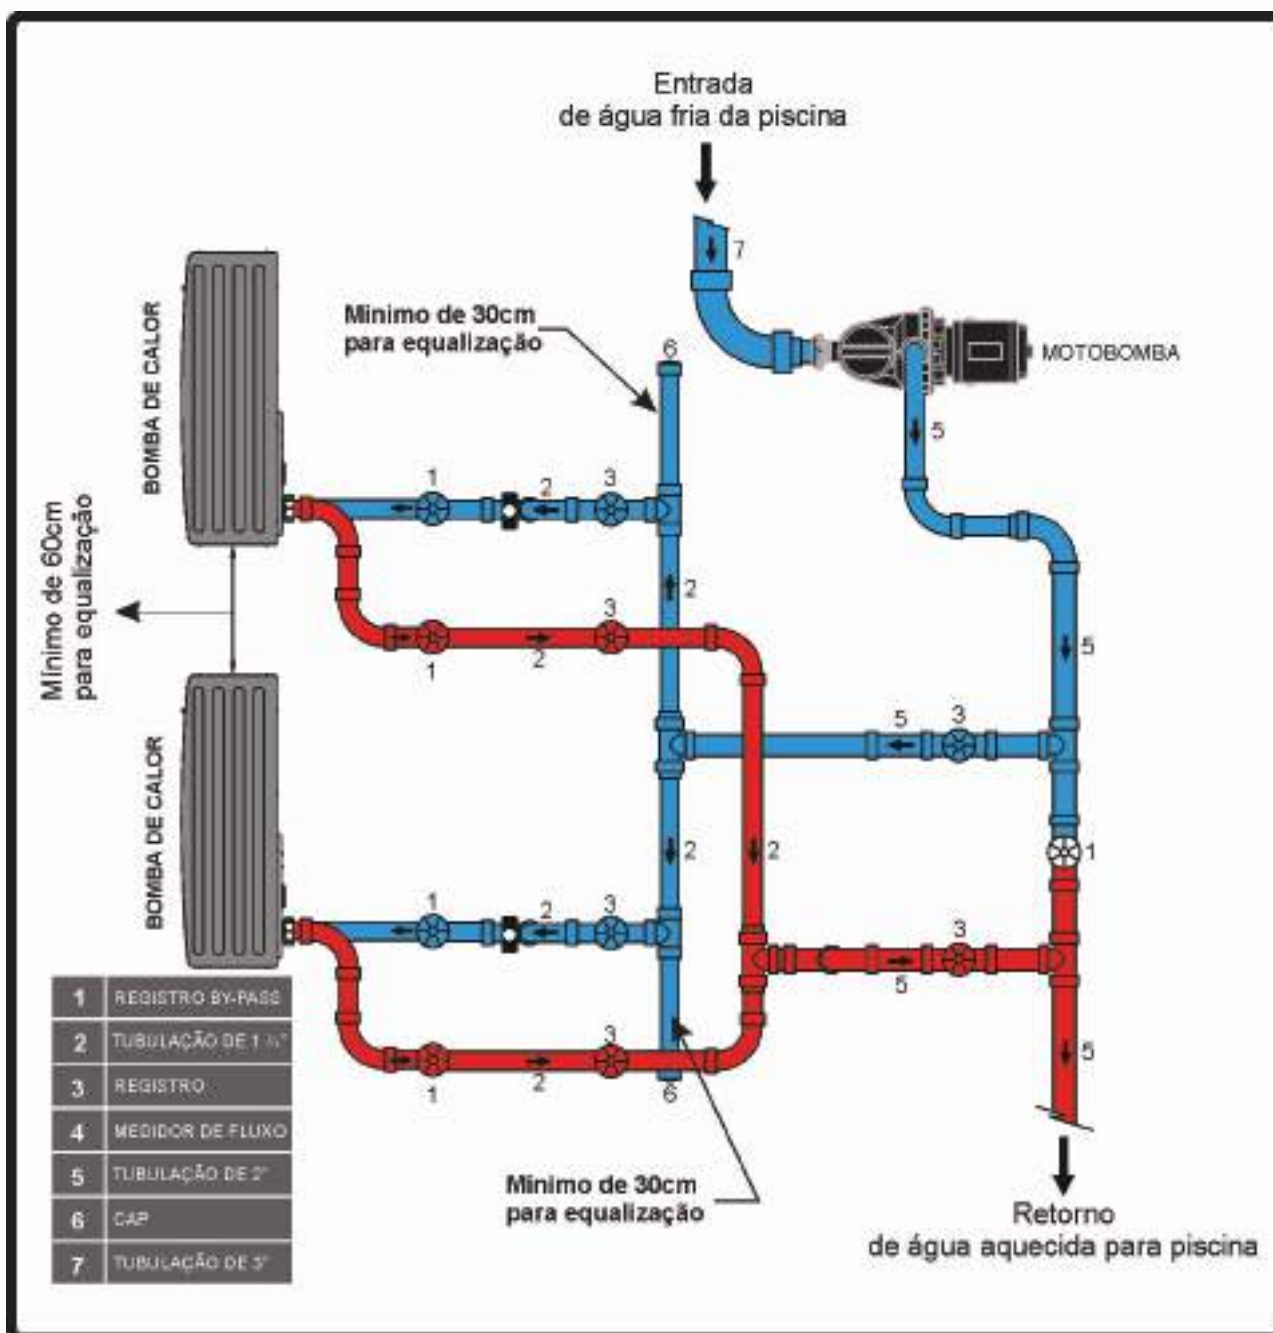 Entrada
de água fria da piscina
7
Minimo de 30cm
para equalização
6
MOTOBOMBA
5
BOMBA DE CALOR
1
2
3
Mínimo de 60cm
para equalização
2
3
1
2
5
5
3
BOMBA DE CALOR
2
2
1
1
2
3
3
5
3
1
2
6
5
1 REGISTRO BY-PASS
2 TUBULAÇÃO DE 1
3 REGISTRO
4 MEDIDOR DE FLUXO
5 TUBULAÇÃO DE 2"
6 CAP
7 TUBULAÇÃO DE 3"
Minimo de 30cm
para equalização
Retorno
de água aquecida para piscina